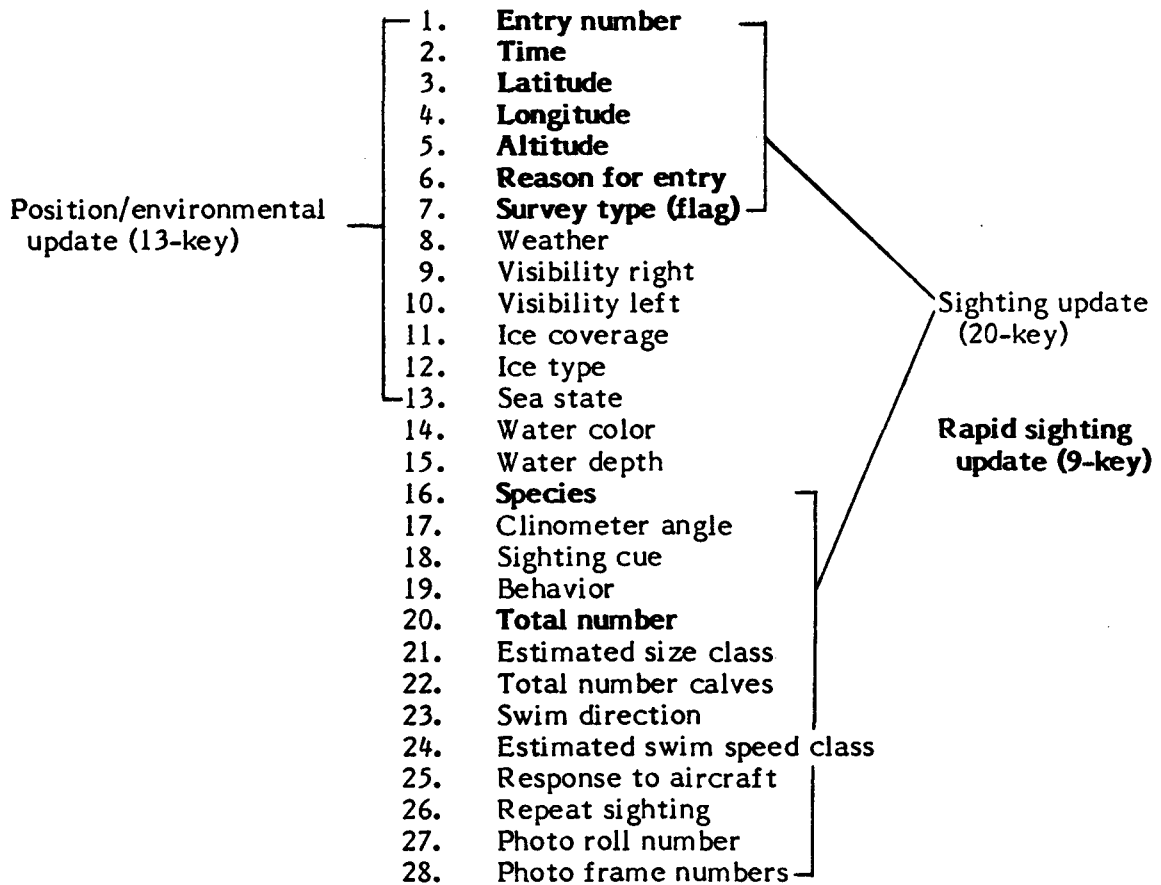 1. Entry number
2. Time
3. Latitude
4. Longitude
5. Altitude
6. Reason for entry
7. Survey type (flag)
8. Weather
9. Visibility right
10. Visibility left
11. Ice coverage
12. Ice type
13. Sea state
14. Water color
15. Water depth
16. Species
17. Clinometer angle
18. Sighting cue
19. Behavior
20. Total number
21. Estimated size class
22. Total number calves
23. Swim direction
24. Estimated swim speed class
25. Response to aircraft
26. Repeat sighting
27. Photo roll number
28. Photo frame numbers
Position/environmental
update (13-key)
Sighting update
(20-key)
Rapid sighting
update (9-key)